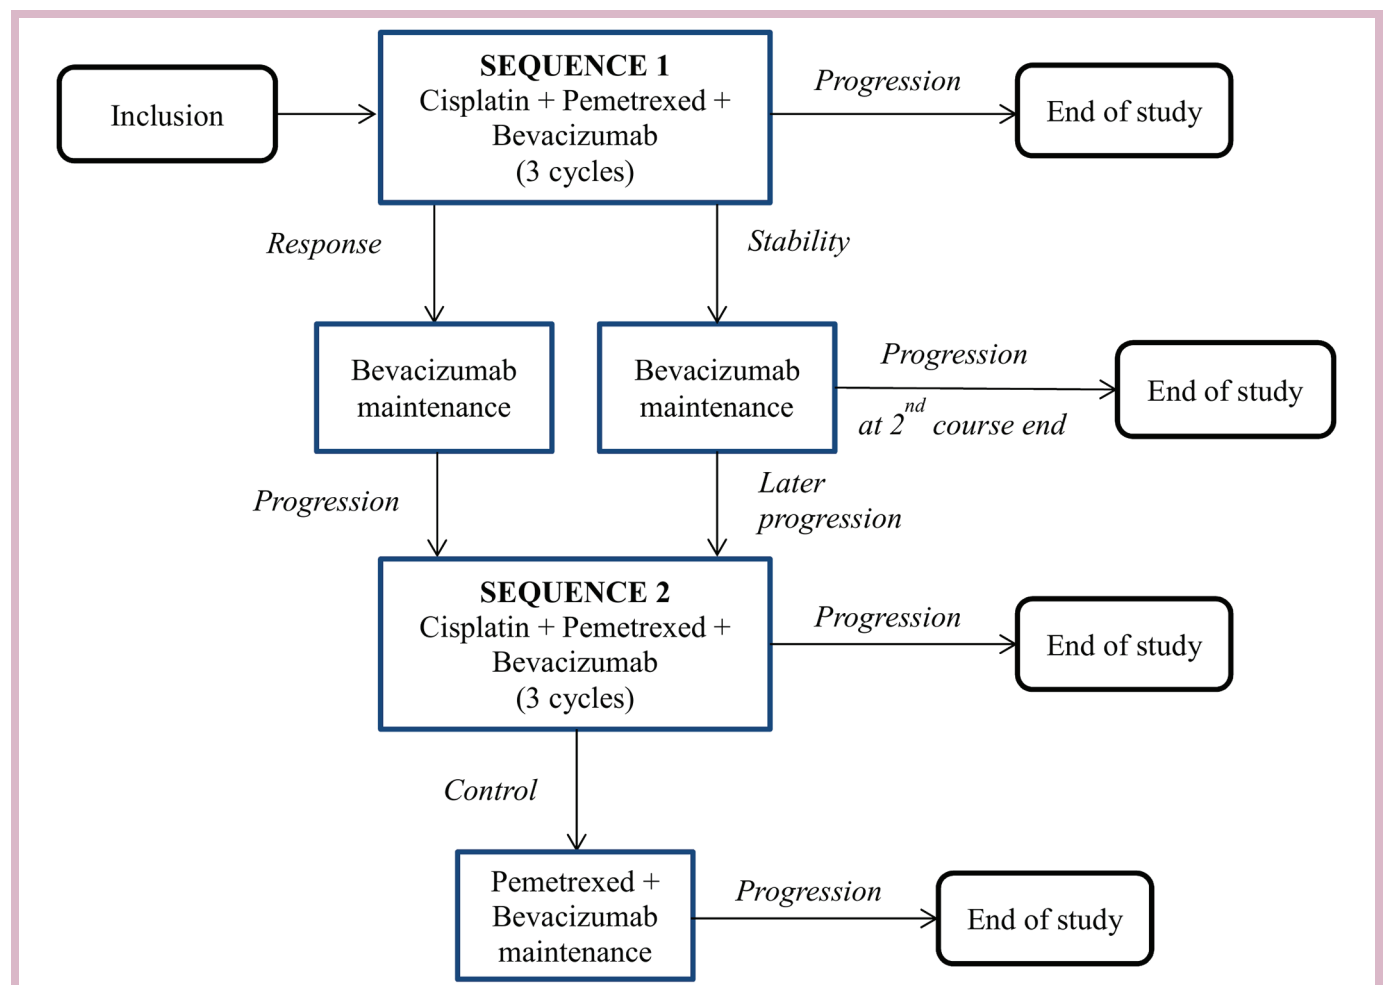 Inclusion
SEQUENCE 1
Cisplatin + Pemetrexed +
Bevacizumab
(3 cycles)
Progression
End of study
Response
Stability
Bevacizumab
maintenance
Bevacizumab
maintenance
Progression
at 2nd course end
End of study
Progression
Later
progression
SEQUENCE 2
Cisplatin + Pemetrexed +
Bevacizumab
(3 cycles)
Progression
End of study
Control
Pemetrexed +
Bevacizumab
maintenance
Progression
End of study